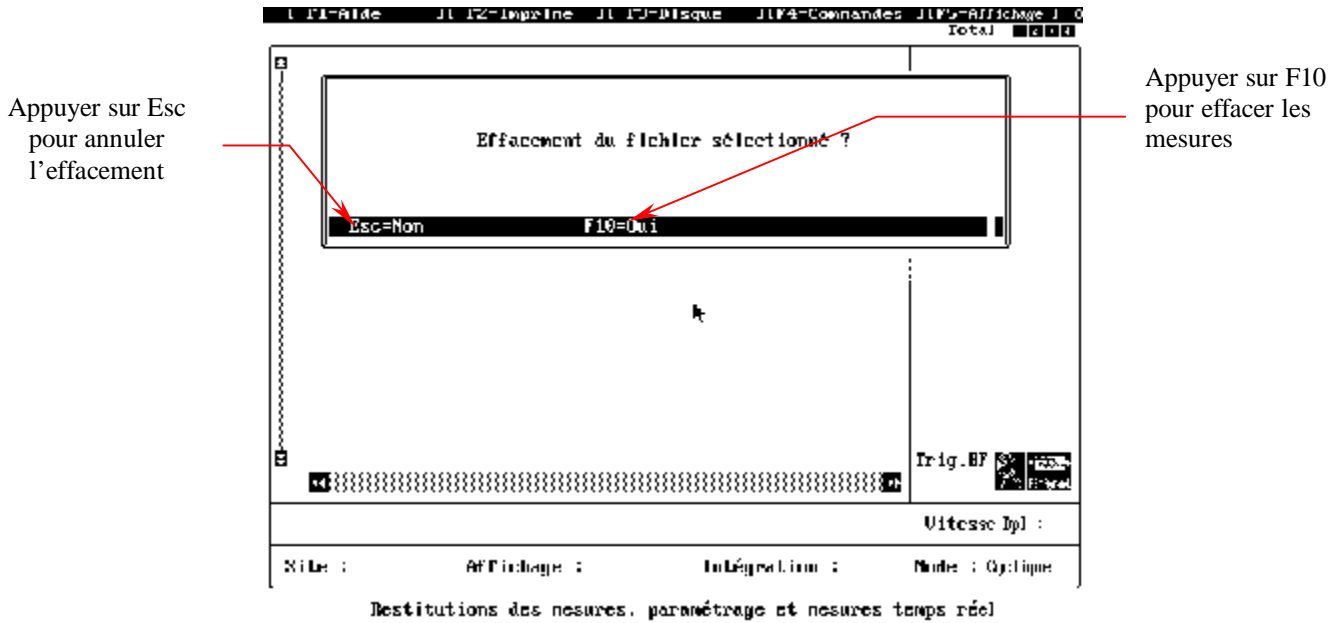 [ F1-Aide ][ F2-Imprime ][ F3-Disque ][F4-Commandes ][F5-Affichage ]
Total
Appuyer sur Esc
pour annuler
l’effacement
Appuyer sur F10
pour effacer les
mesures
Effacement du fichier sélectionné ?
Esc=Non F10=Oui
Trig.BF
Vitesse Dpl :
Site : Affichage : Intégration : Mode : Cyclique
Restitutions des mesures, paramétrage et mesures temps réel